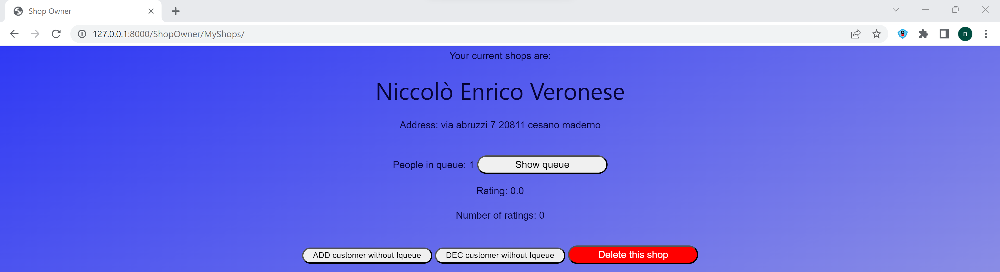 Shop Owner
127.0.0.1:8000/ShopOwner/MyShops/
n
Your current shops are:
Niccolò Enrico Veronese
Address: via abruzzi 7 20811 cesano maderno
People in queue: 1 Show queue
Rating: 0.0
Number of ratings: 0
ADD customer without Iqueue DEC customer without Iqueue Delete this shop